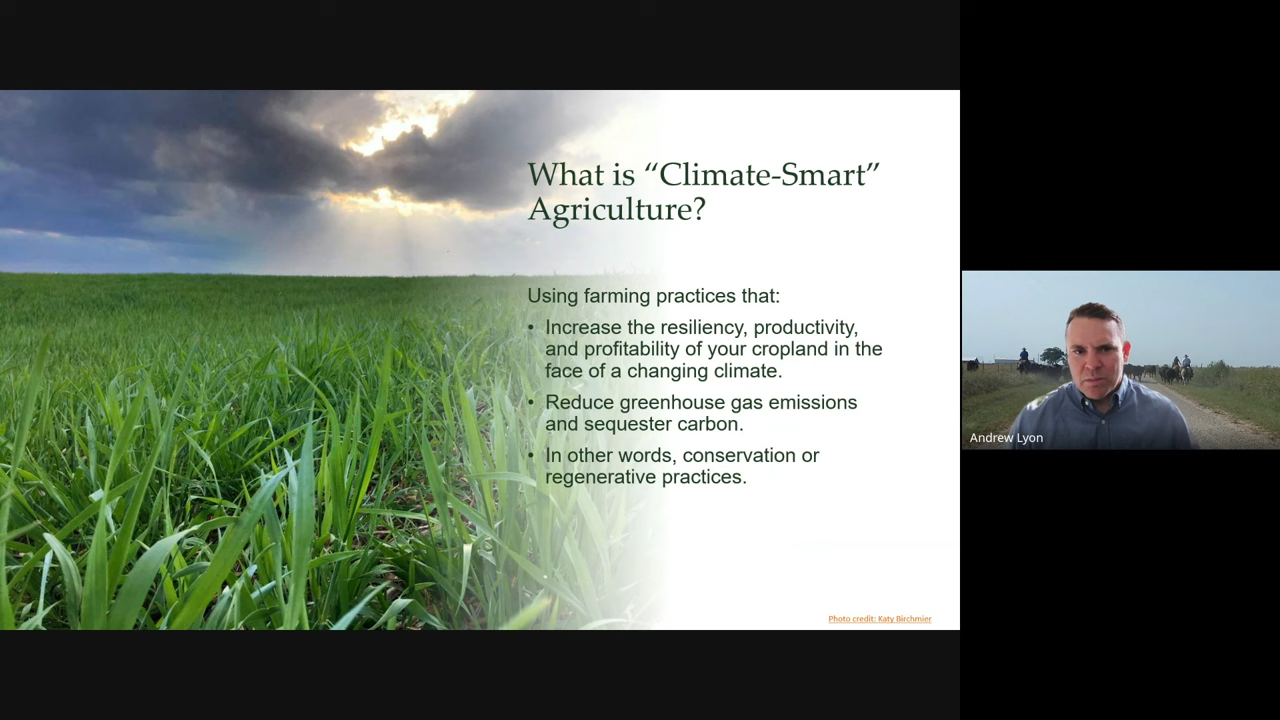 What is “Climate-Smart”
Agriculture?
Using farming practices that:
• Increase the resiliency, productivity,
and profitability of your cropland in the
face of a changing climate.
• Reduce greenhouse gas emissions
and sequester carbon.
• In other words, conservation or
regenerative practices.
Photo credit: Katy Birchmier
Andrew Lyon